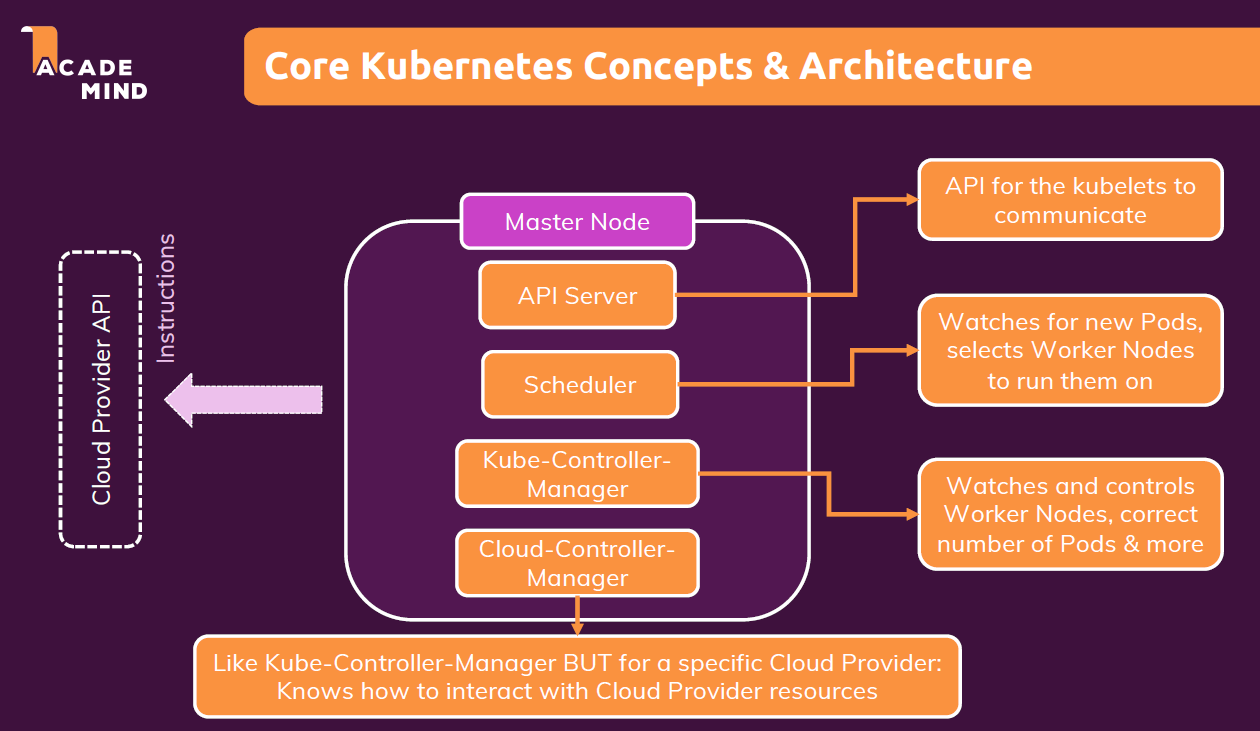 ACADE
MIND
Core Kubernetes Concepts & Architecture
Cloud Provider API
Instructions
Master Node
API Server
Scheduler
Kube-Controller-
Manager
Cloud-Controller-
Manager
API for the kubelets to
communicate
Watches for new Pods,
selects Worker Nodes
to run them on
Watches and controls
Worker Nodes, correct
number of Pods & more
Like Kube-Controller-Manager BUT for a specific Cloud Provider:
Knows how to interact with Cloud Provider resources